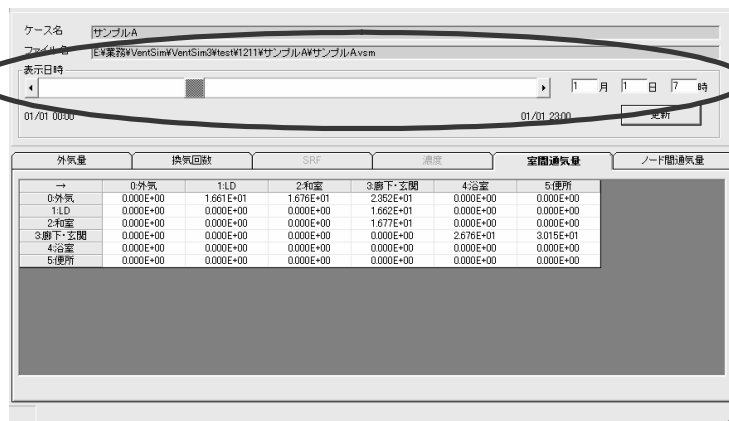 ケース名 サンプルA
ファイル名 E:¥業務¥VentSim¥VentSim3¥test¥1211¥サンプルA¥サンプルA.vsm
表示日時
1 月 1 日 7 時
01/01 00:00 01/01 23:00 更新
外気量 換気回数 SRF 濃度 室間通気量 ノード間通気量
→ 0:外気 1:LD 2:和室 3:廊下・玄関 4:浴室 5:便所
0:外気 0.000E+00 1.661E+01 1.676E+01 2.352E+01 0.000E+00 0.000E+00
1:LD 0.000E+00 0.000E+00 0.000E+00 1.662E+01 0.000E+00 0.000E+00
2:和室 0.000E+00 0.000E+00 0.000E+00 1.677E+01 0.000E+00 0.000E+00
3:廊下・玄関 0.000E+00 0.000E+00 0.000E+00 0.000E+00 2.676E+01 3.015E+01
4:浴室 0.000E+00 0.000E+00 0.000E+00 0.000E+00 0.000E+00 0.000E+00
5:便所 0.000E+00 0.000E+00 0.000E+00 0.000E+00 0.000E+00 0.000E+00